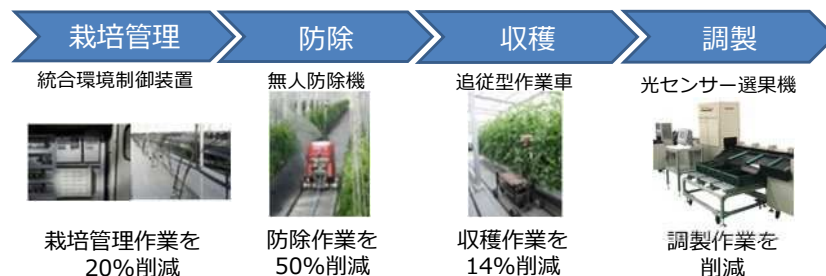 栽培管理
防除
収穫
調製
統合環境制御装置
無人防除機
追従型作業車
光センサー選果機
栽培管理作業を
20%削減
防除作業を
50%削減
収穫作業を
14%削減
調製作業を
削減